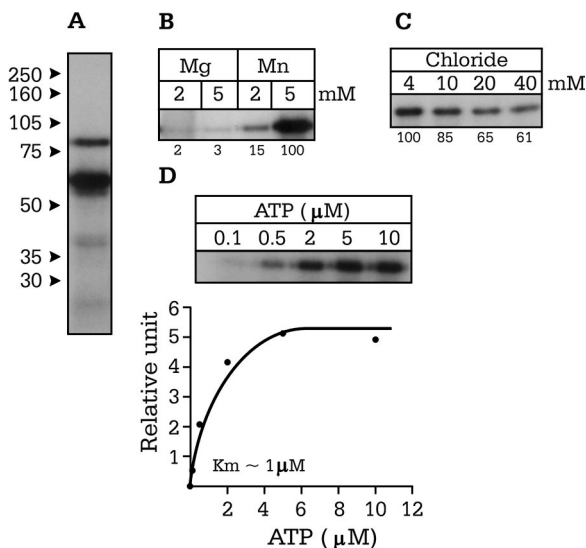 A
250
160
105
75
50
35
30
B
Mg Mn
2 5 2 5 mM
2 3 15 100
C
Chloride
4 10 20 40 mM
100 85 65 61
D
ATP (μM)
0.1 0.5 2 5 10
6
5
4
3
2
1
Relative unit
Km ~ 1μM
2 4 6 8 10 12
ATP (μM)